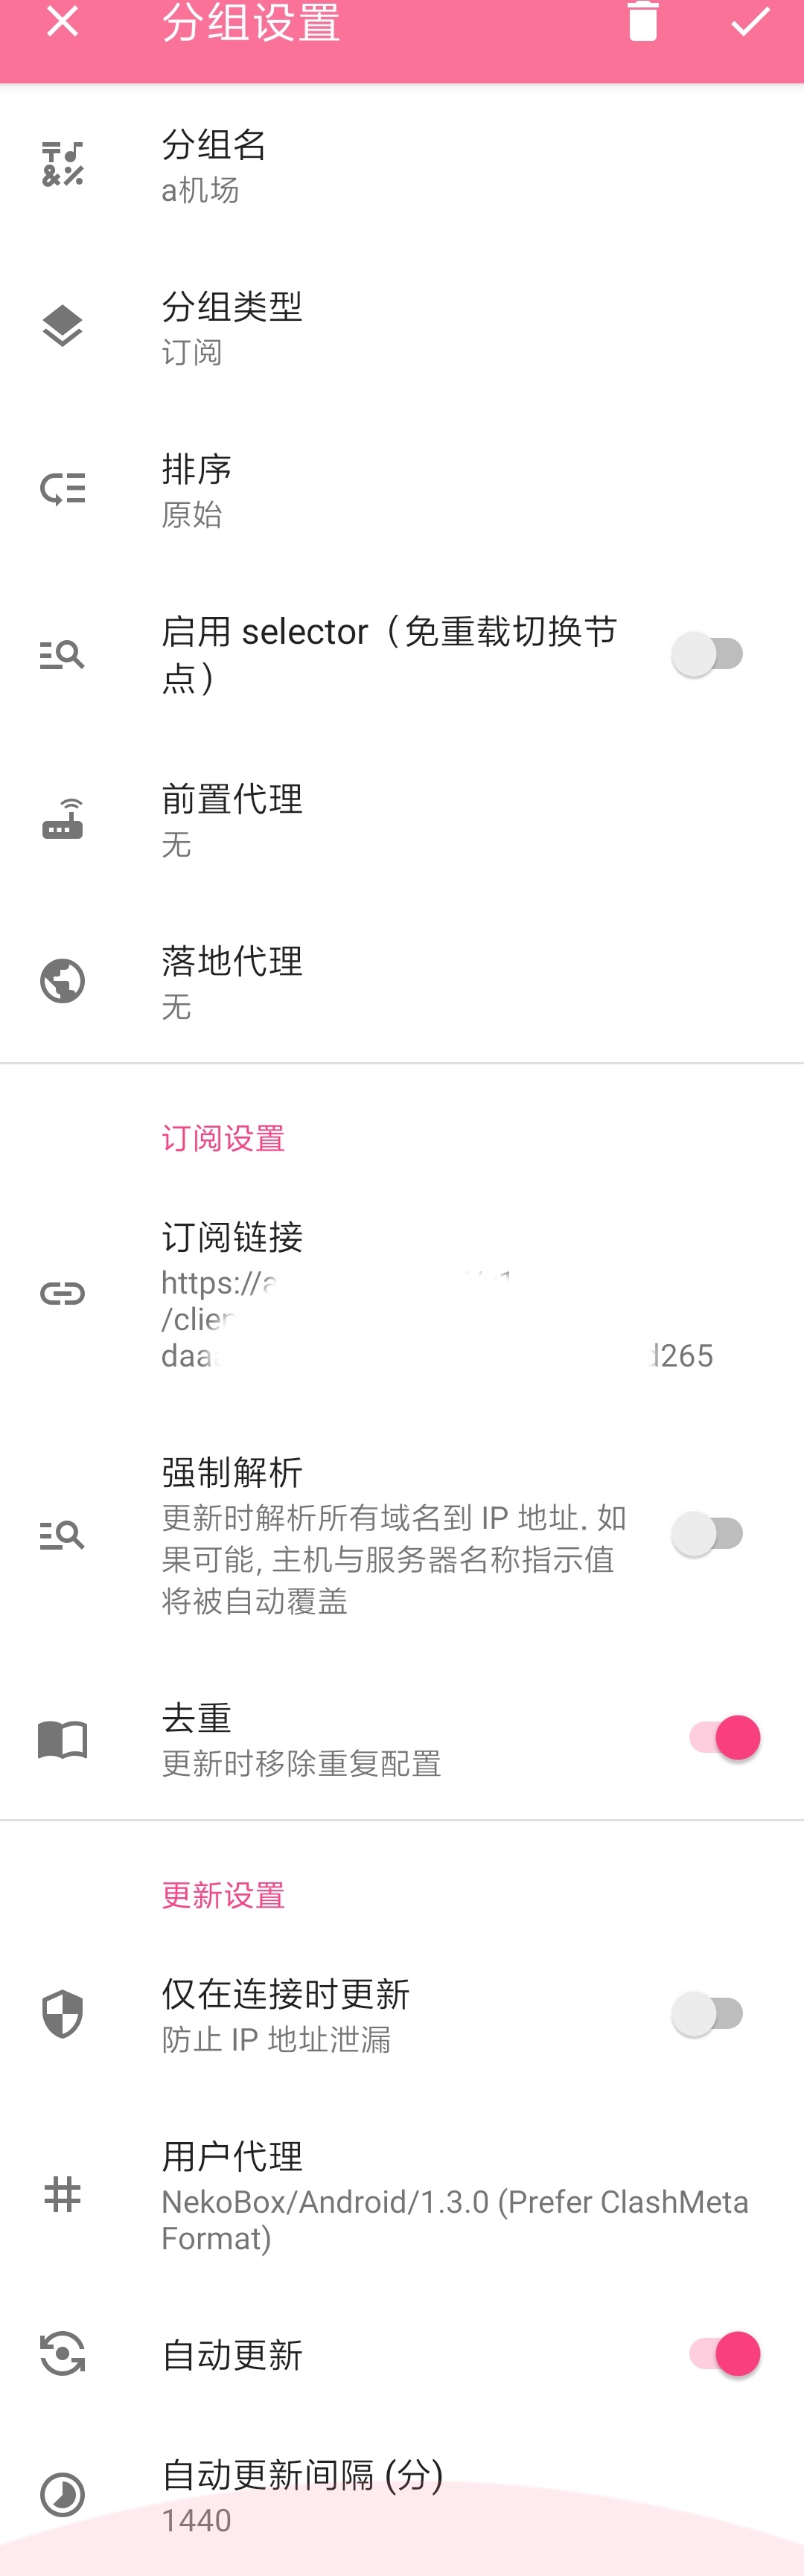 分组设置
分组名
a机场
分组类型
订阅
排序
原始
启用 selector（免重载切换节
点）
前置代理
无
落地代理
无
订阅设置
订阅链接
https://a
/clien
daa d265
强制解析
更新时解析所有域名到 IP 地址. 如
果可能, 主机与服务器名称指示值
将被自动覆盖
去重
更新时移除重复配置
更新设置
仅在连接时更新
防止 IP 地址泄漏
用户代理
NekoBox/Android/1.3.0 (Prefer ClashMeta
Format)
自动更新
自动更新间隔 (分)
1440